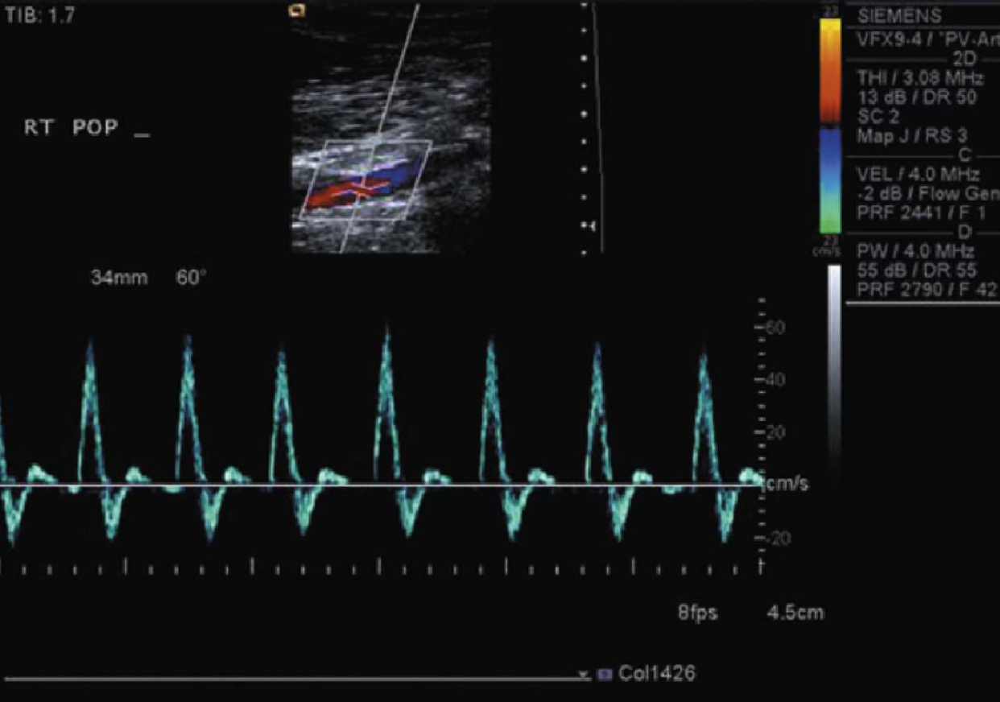 TIB: 1.7
RT POP _
34mm 60°
23
23
cm/s
SIEMENS
VFX9-4 / *PV-Art
2D
THI / 3.08 MHz
13 dB / DR 50
SC 2
Map J / RS 3
C
VEL / 4.0 MHz
-2 dB / Flow Gen
PRF 2441 / F 1
D
PW / 4.0 MHz
55 dB / DR 55
PRF 2790 / F 42
60
40
20
cm/s
-20
8fps 4.5cm
Col1426